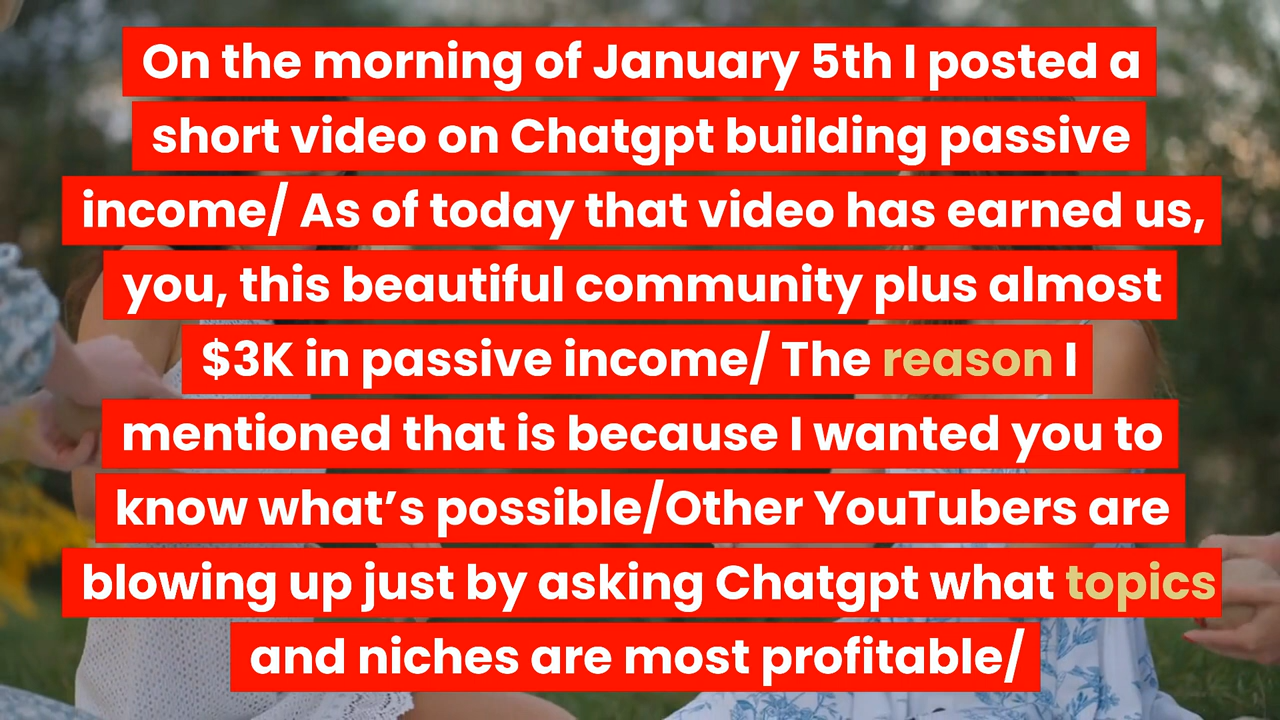 On the morning of January 5th I posted a
short video on Chatgpt building passive
income/ As of today that video has earned us,
you, this beautiful community plus almost
$3K in passive income/ The reason I
mentioned that is because I wanted you to
know what’s possible/Other YouTubers are
blowing up just by asking Chatgpt what topics
and niches are most profitable/